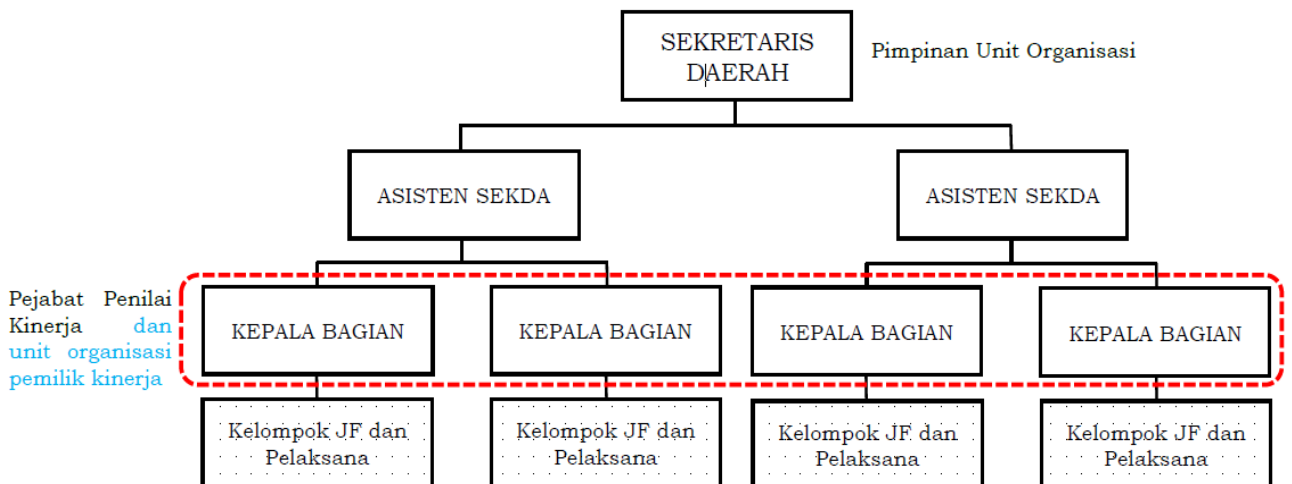 SEKRETARIS
DAERAH
Pimpinan Unit Organisasi
ASISTEN SEKDA
ASISTEN SEKDA
Pejabat Penilai
Kinerja dan
unit organisasi
pemilik kinerja
KEPALA BAGIAN
KEPALA BAGIAN
KEPALA BAGIAN
KEPALA BAGIAN
Kelompok JF dan
Pelaksana
Kelompok JF dan
Pelaksana
Kelompok JF dan
Pelaksana
Kelompok JF dan
Pelaksana